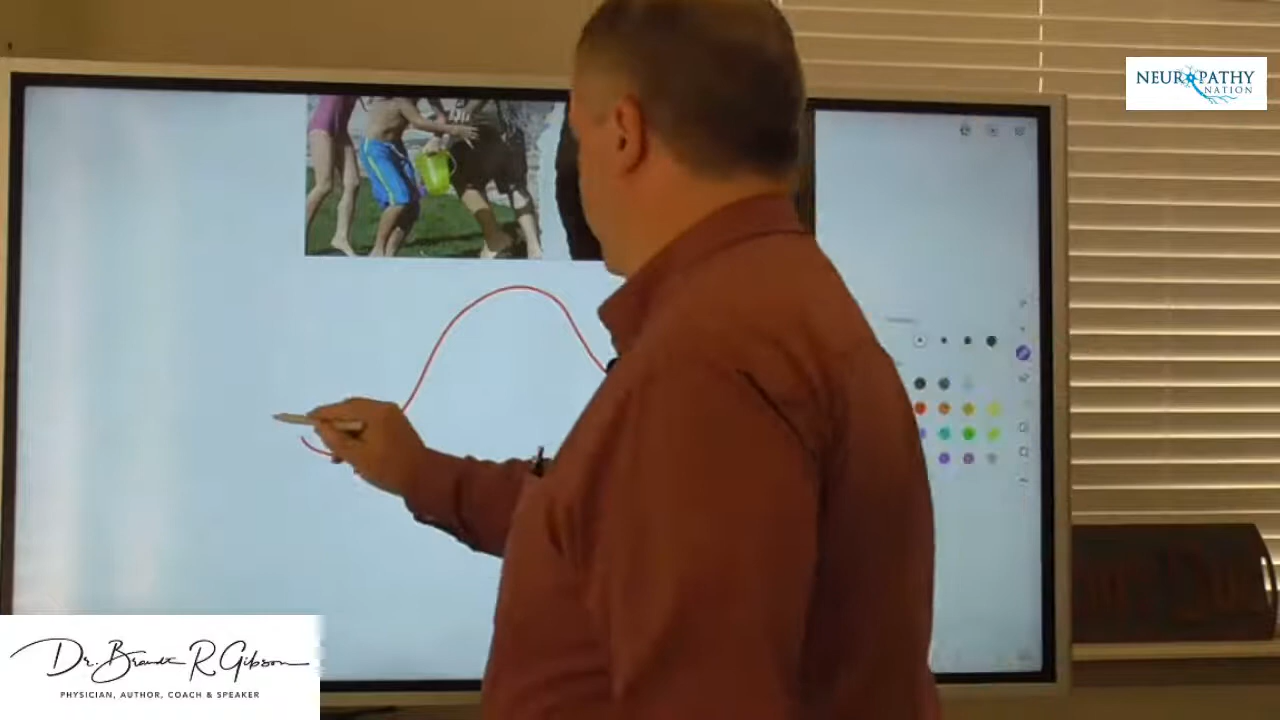 NEUROPATHY
NATION
Dr. Brandt R Gibson
PHYSICIAN, AUTHOR, COACH & SPEAKER